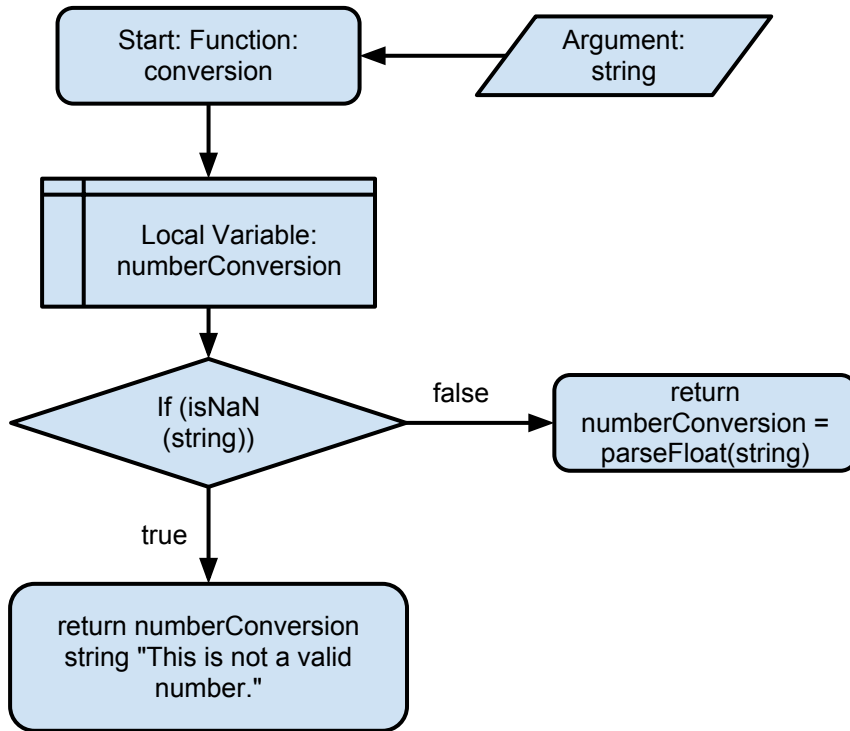 Start: Function:
conversion
Argument:
string
Local Variable:
numberConversion
If (isNaN
(string))
false
return
numberConversion =
parseFloat(string)
true
return numberConversion
string "This is not a valid
number."